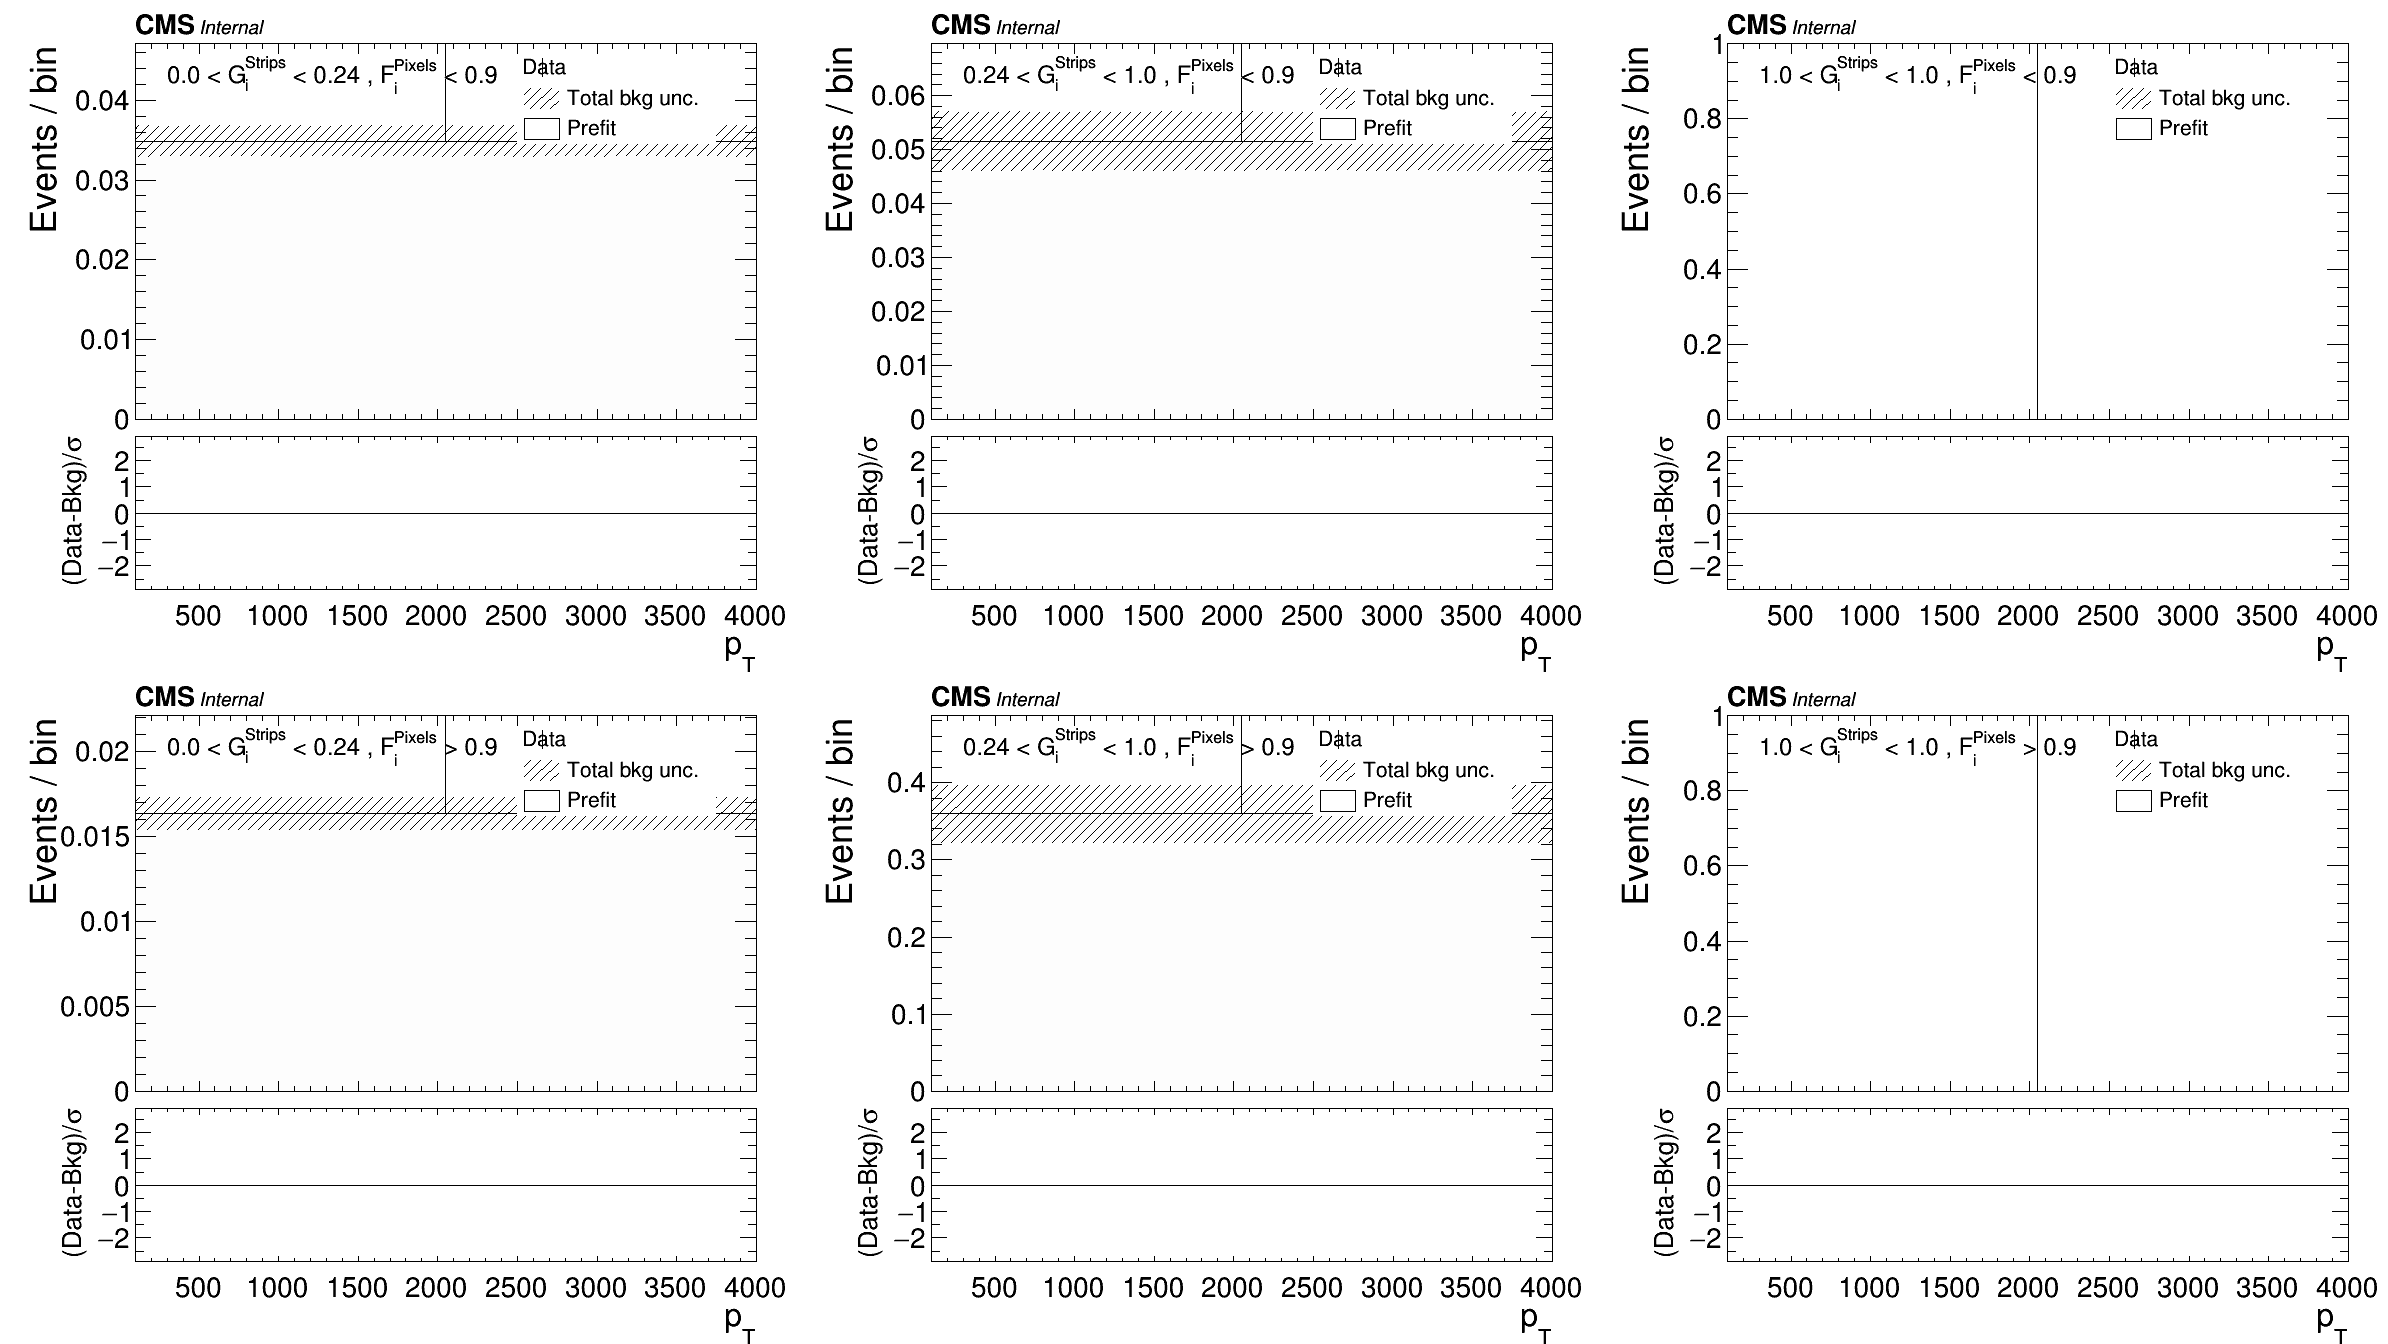 CMS Internal
Events / bin
0.0 < G_i^Strips < 0.24 , F_i^Pixels < 0.9
Data
Total bkg unc.
Prefit
0.04
0.03
0.02
0.01
0
(Data-Bkg)/σ
2
1
0
−1
−2
500 1000 1500 2000 2500 3000 3500 4000
p_T
CMS Internal
Events / bin
0.24 < G_i^Strips < 1.0 , F_i^Pixels < 0.9
Data
Total bkg unc.
Prefit
0.06
0.05
0.04
0.03
0.02
0.01
0
(Data-Bkg)/σ
2
1
0
−1
−2
500 1000 1500 2000 2500 3000 3500 4000
p_T
CMS Internal
Events / bin
1.0 < G_i^Strips < 1.0 , F_i^Pixels < 0.9
Data
Total bkg unc.
Prefit
1
0.8
0.6
0.4
0.2
0
(Data-Bkg)/σ
2
1
0
−1
−2
500 1000 1500 2000 2500 3000 3500 4000
p_T
CMS Internal
Events / bin
0.0 < G_i^Strips < 0.24 , F_i^Pixels > 0.9
Data
Total bkg unc.
Prefit
0.02
0.015
0.01
0.005
0
(Data-Bkg)/σ
2
1
0
−1
−2
500 1000 1500 2000 2500 3000 3500 4000
p_T
CMS Internal
Events / bin
0.24 < G_i^Strips < 1.0 , F_i^Pixels > 0.9
Data
Total bkg unc.
Prefit
0.4
0.3
0.2
0.1
0
(Data-Bkg)/σ
2
1
0
−1
−2
500 1000 1500 2000 2500 3000 3500 4000
p_T
CMS Internal
Events / bin
1.0 < G_i^Strips < 1.0 , F_i^Pixels > 0.9
Data
Total bkg unc.
Prefit
1
0.8
0.6
0.4
0.2
0
(Data-Bkg)/σ
2
1
0
−1
−2
500 1000 1500 2000 2500 3000 3500 4000
p_T